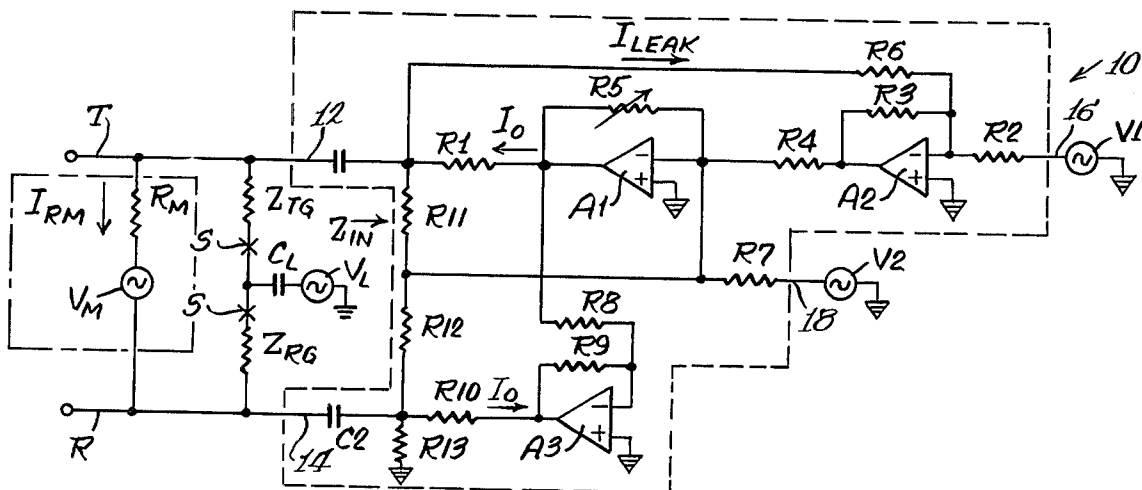 I_LEAK
R6
10
R5
R3
T
12
I_O
16
V1
R1
R4
R2
A1
A2
I_RM
R_M
Z_TG
Z_IN
R11
S
C_L
V_L
R7
V2
V_M
S
R8
18
R12
R9
Z_RG
R10
I_O
R
14
C2
R13
A3